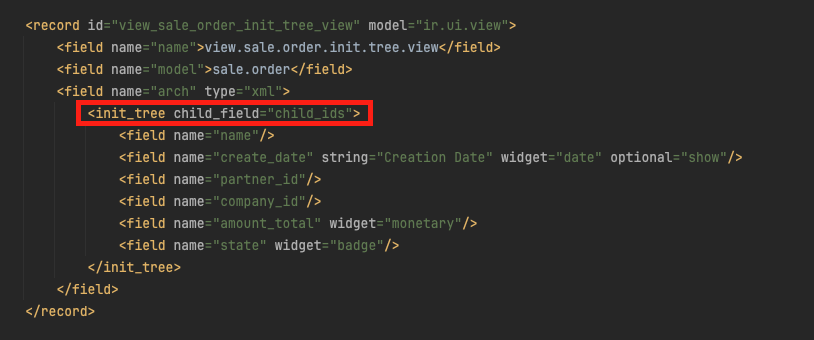 <record id="view_sale_order_init_tree_view" model="ir.ui.view">
    <field name="name">view.sale.order.init.tree.view</field>
    <field name="model">sale.order</field>
    <field name="arch" type="xml">
        <init_tree child_field="child_ids">
            <field name="name"/>
            <field name="create_date" string="Creation Date" widget="date" optional="show"/>
            <field name="partner_id"/>
            <field name="company_id"/>
            <field name="amount_total" widget="monetary"/>
            <field name="state" widget="badge"/>
        </init_tree>
    </field>
</record>